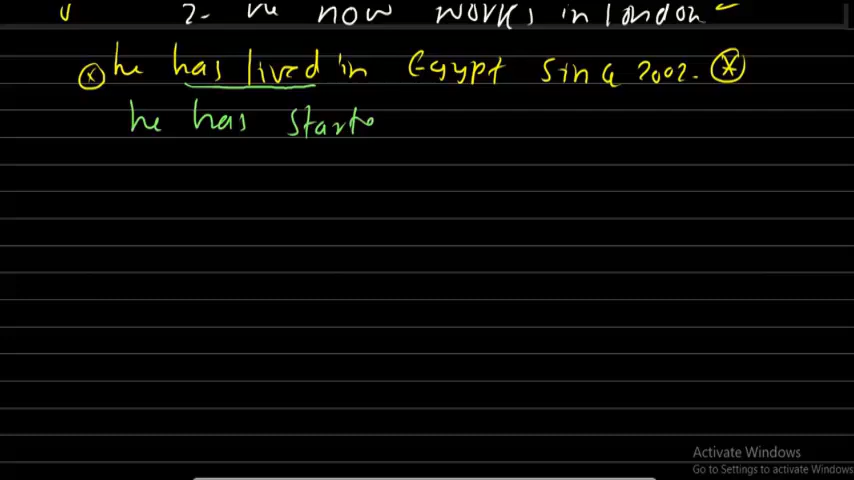 2- he now works in london
he has lived in Egypt since 2002.
he has starte
Activate Windows
Go to Settings to activate Windows